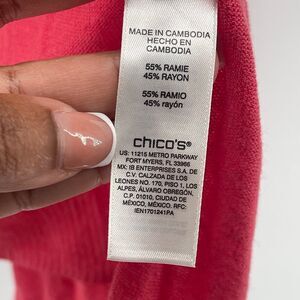 MADE IN CAMBODIA
HECHO EN
CAMBODIA
55% RAMIE
45% RAYON
55% RAMIO
45% rayón
chico's®
US: 11215 METRO PARKWAY
FORT MYERS, FL 33966
MX: IB ENTERPRISES S.A. DE
C.V. CALZADA DE LOS
LEONES NO. 170, PISO 1, LOS
ALPES, ÁLVARO OBREGÓN,
C.P. 01010, CIUDAD DE
MÉXICO, MÉXICO. RFC:
IEN1701241PA